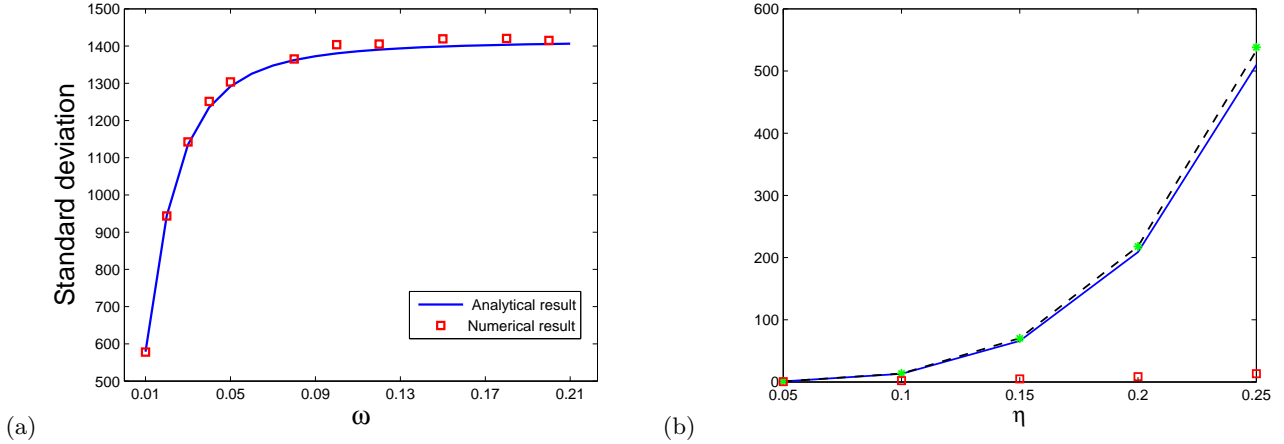 1500
1400
1300
1200
1100
1000
900
800
700
600
500
Standard deviation
0.01 0.05 0.09 0.13 0.17 0.21
ω
Analytical result
Numerical result
(a)
600
500
400
300
200
100
0
0.05 0.1 0.15 0.2 0.25
η
(b)